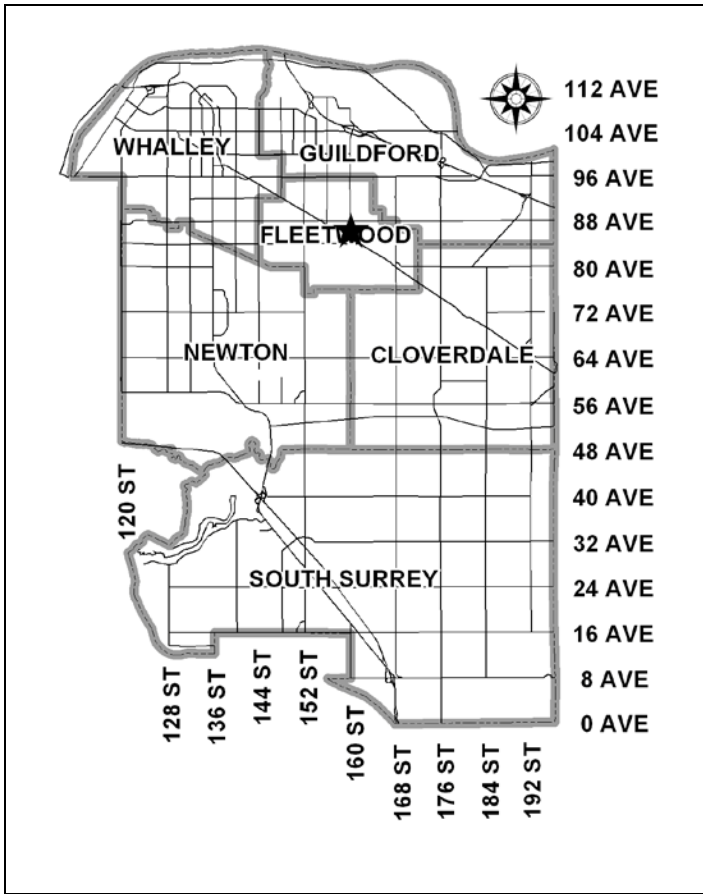 112 AVE
104 AVE
WHALLEY
GUILDFORD
96 AVE
88 AVE
FLEETWOOD
80 AVE
72 AVE
NEWTON
CLOVERDALE
64 AVE
56 AVE
48 AVE
120 ST
40 AVE
32 AVE
SOUTH SURREY
24 AVE
16 AVE
128 ST
136 ST
144 ST
152 ST
8 AVE
160 ST
0 AVE
168 ST
176 ST
184 ST
192 ST